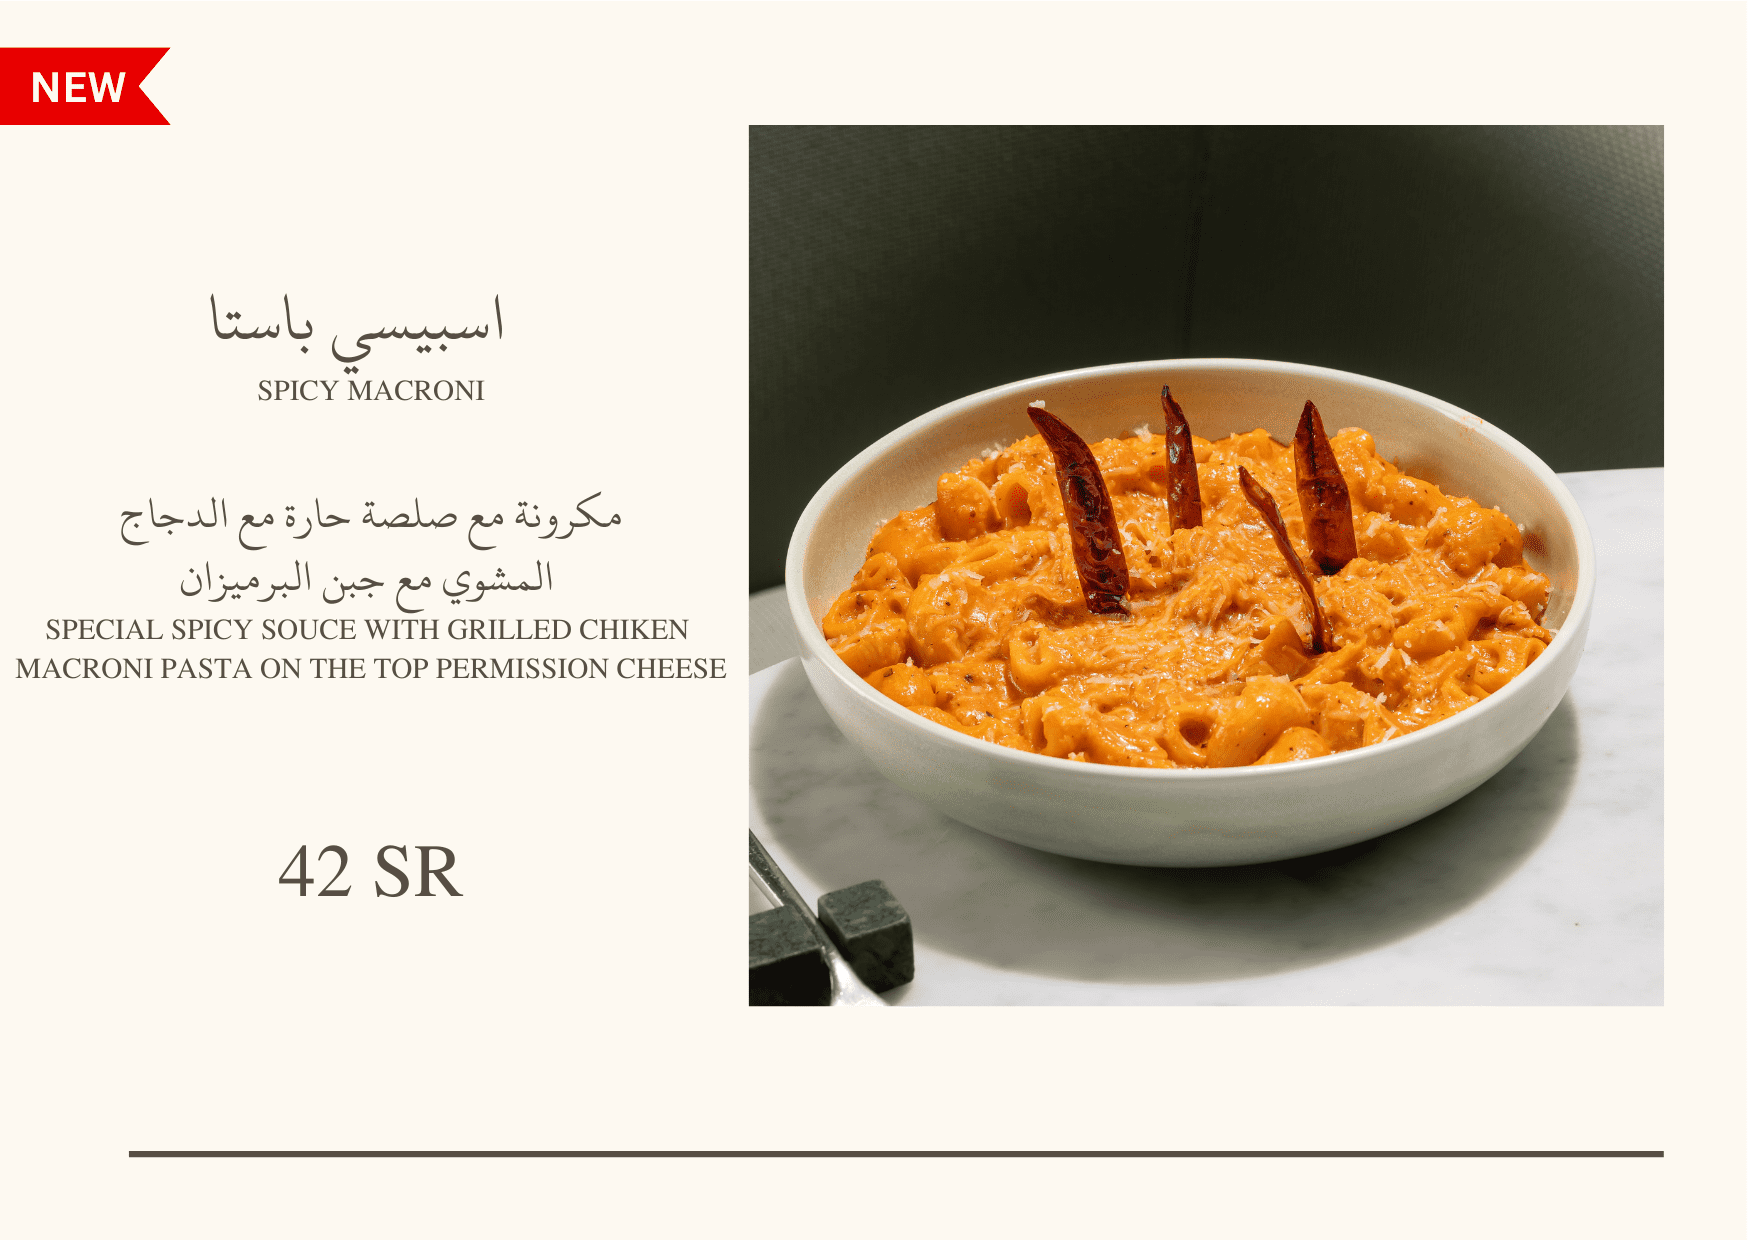 NEW
اسبيسي باستا
SPICY MACRONI
مكرونة مع صلصة حارة مع الدجاج
المشوي مع جبن البرميزان
SPECIAL SPICY SOUCE WITH GRILLED CHIKEN
MACRONI PASTA ON THE TOP PERMISSION CHEESE
42 SR